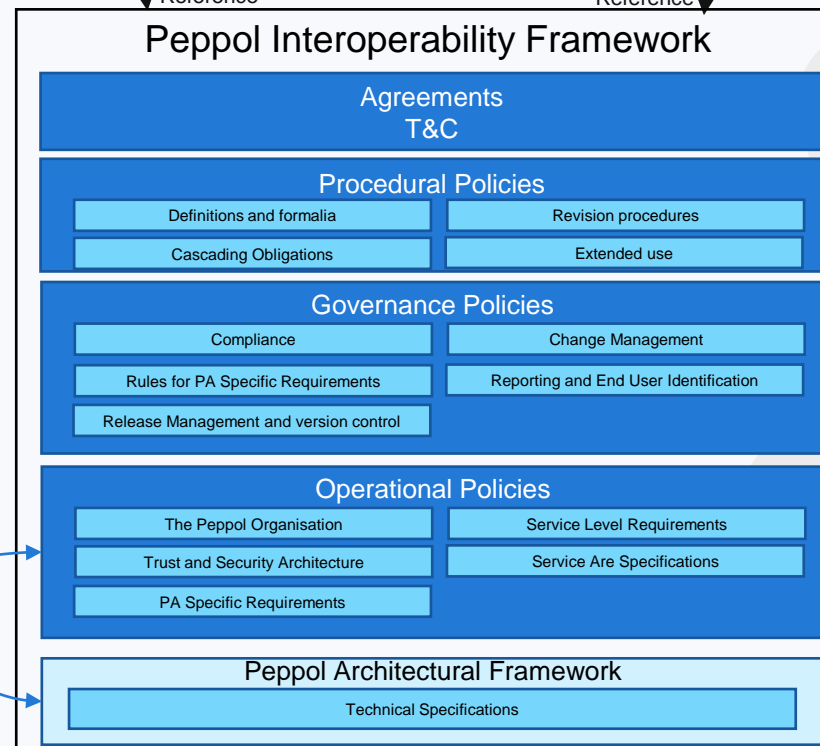 Reference
Reference
Peppol Interoperability Framework
Agreements
T&C
Procedural Policies
Definitions and formalia
Revision procedures
Cascading Obligations
Extended use
Governance Policies
Compliance
Change Management
Rules for PA Specific Requirements
Reporting and End User Identification
Release Management and version control
Operational Policies
The Peppol Organisation
Service Level Requirements
Trust and Security Architecture
Service Are Specifications
PA Specific Requirements
Peppol Architectural Framework
Technical Specifications